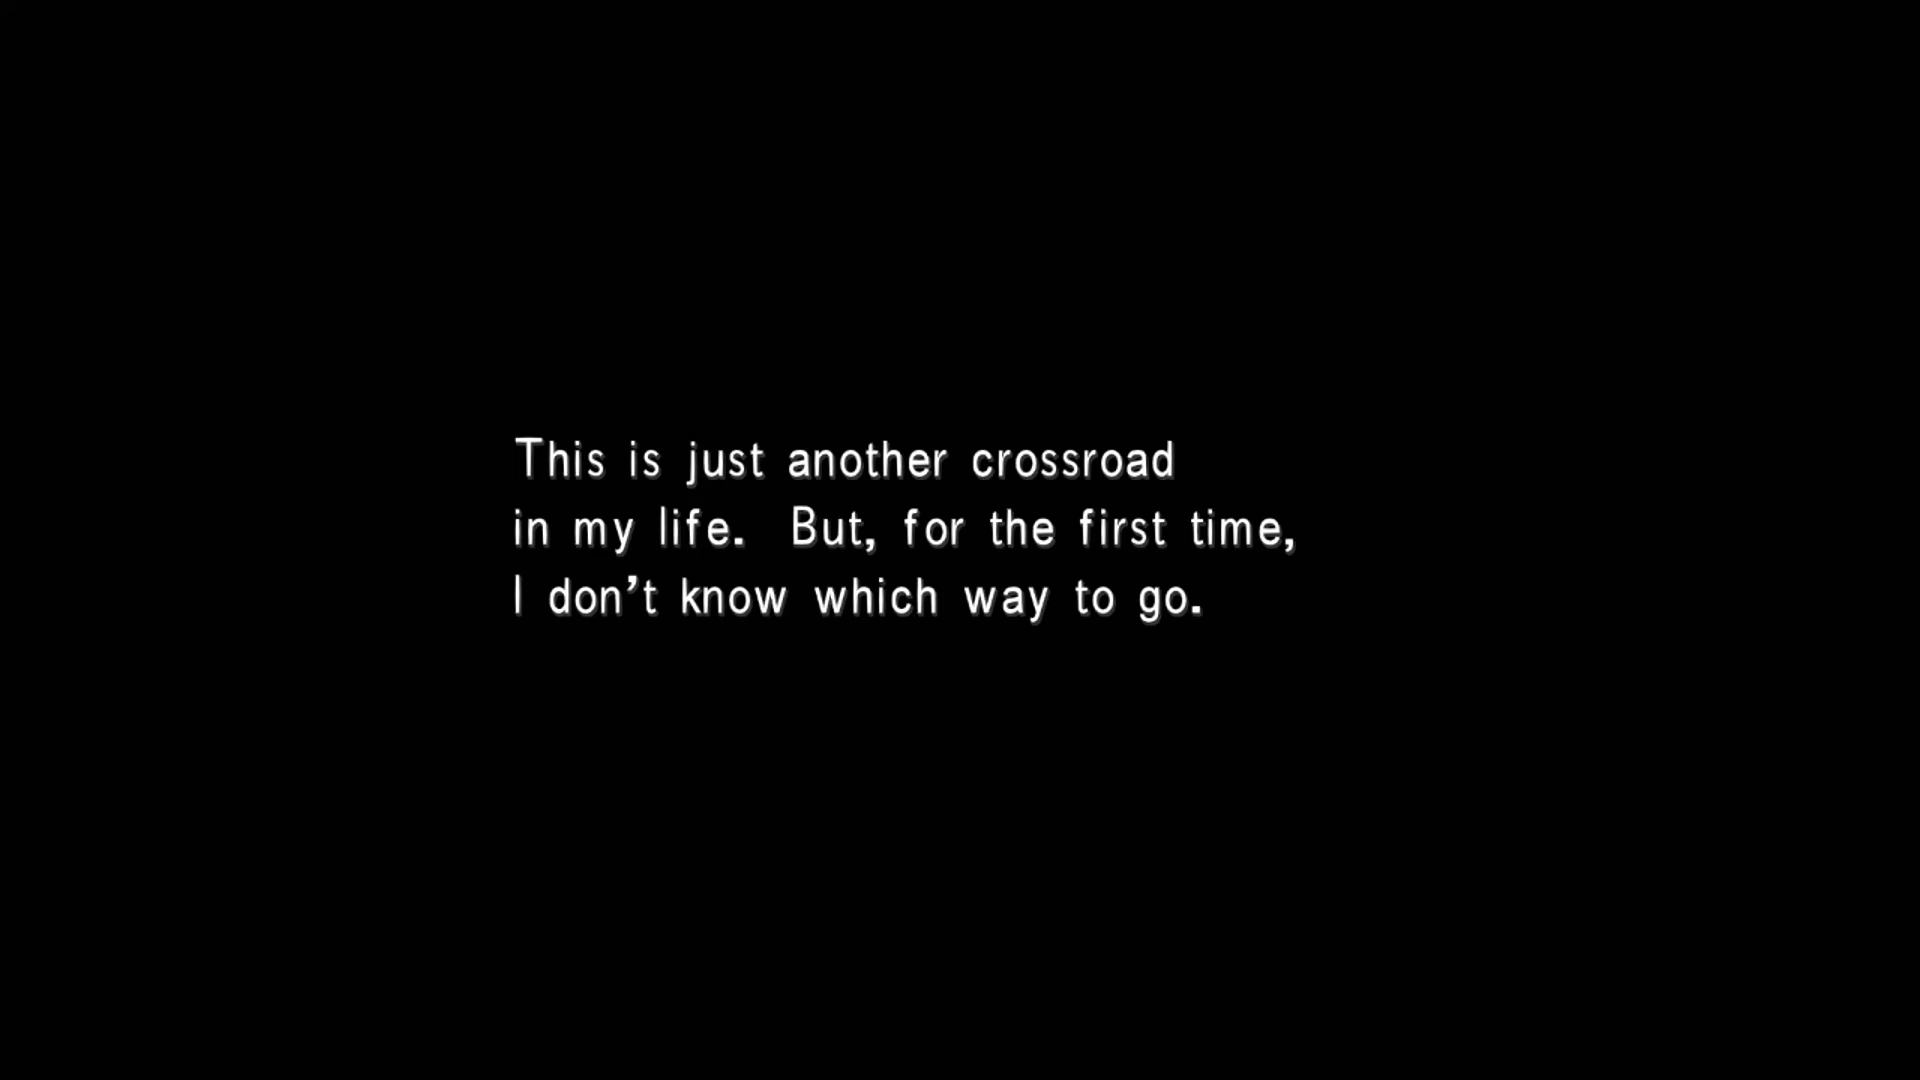 This is just another crossroad
in my life.  But, for the first time,
I don't know which way to go.